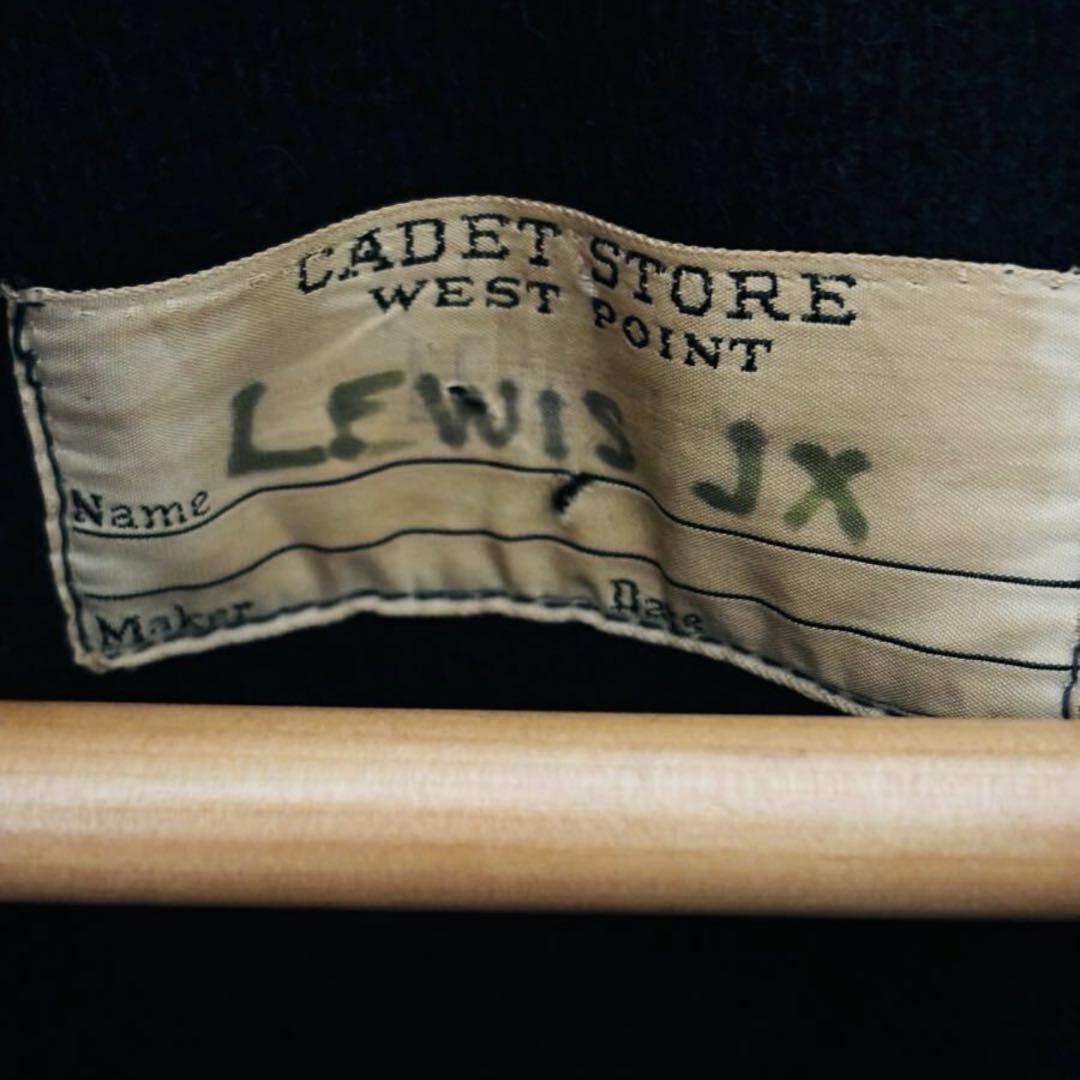 CADET STORE
WEST POINT
Name LEWIS JX
Maker Date